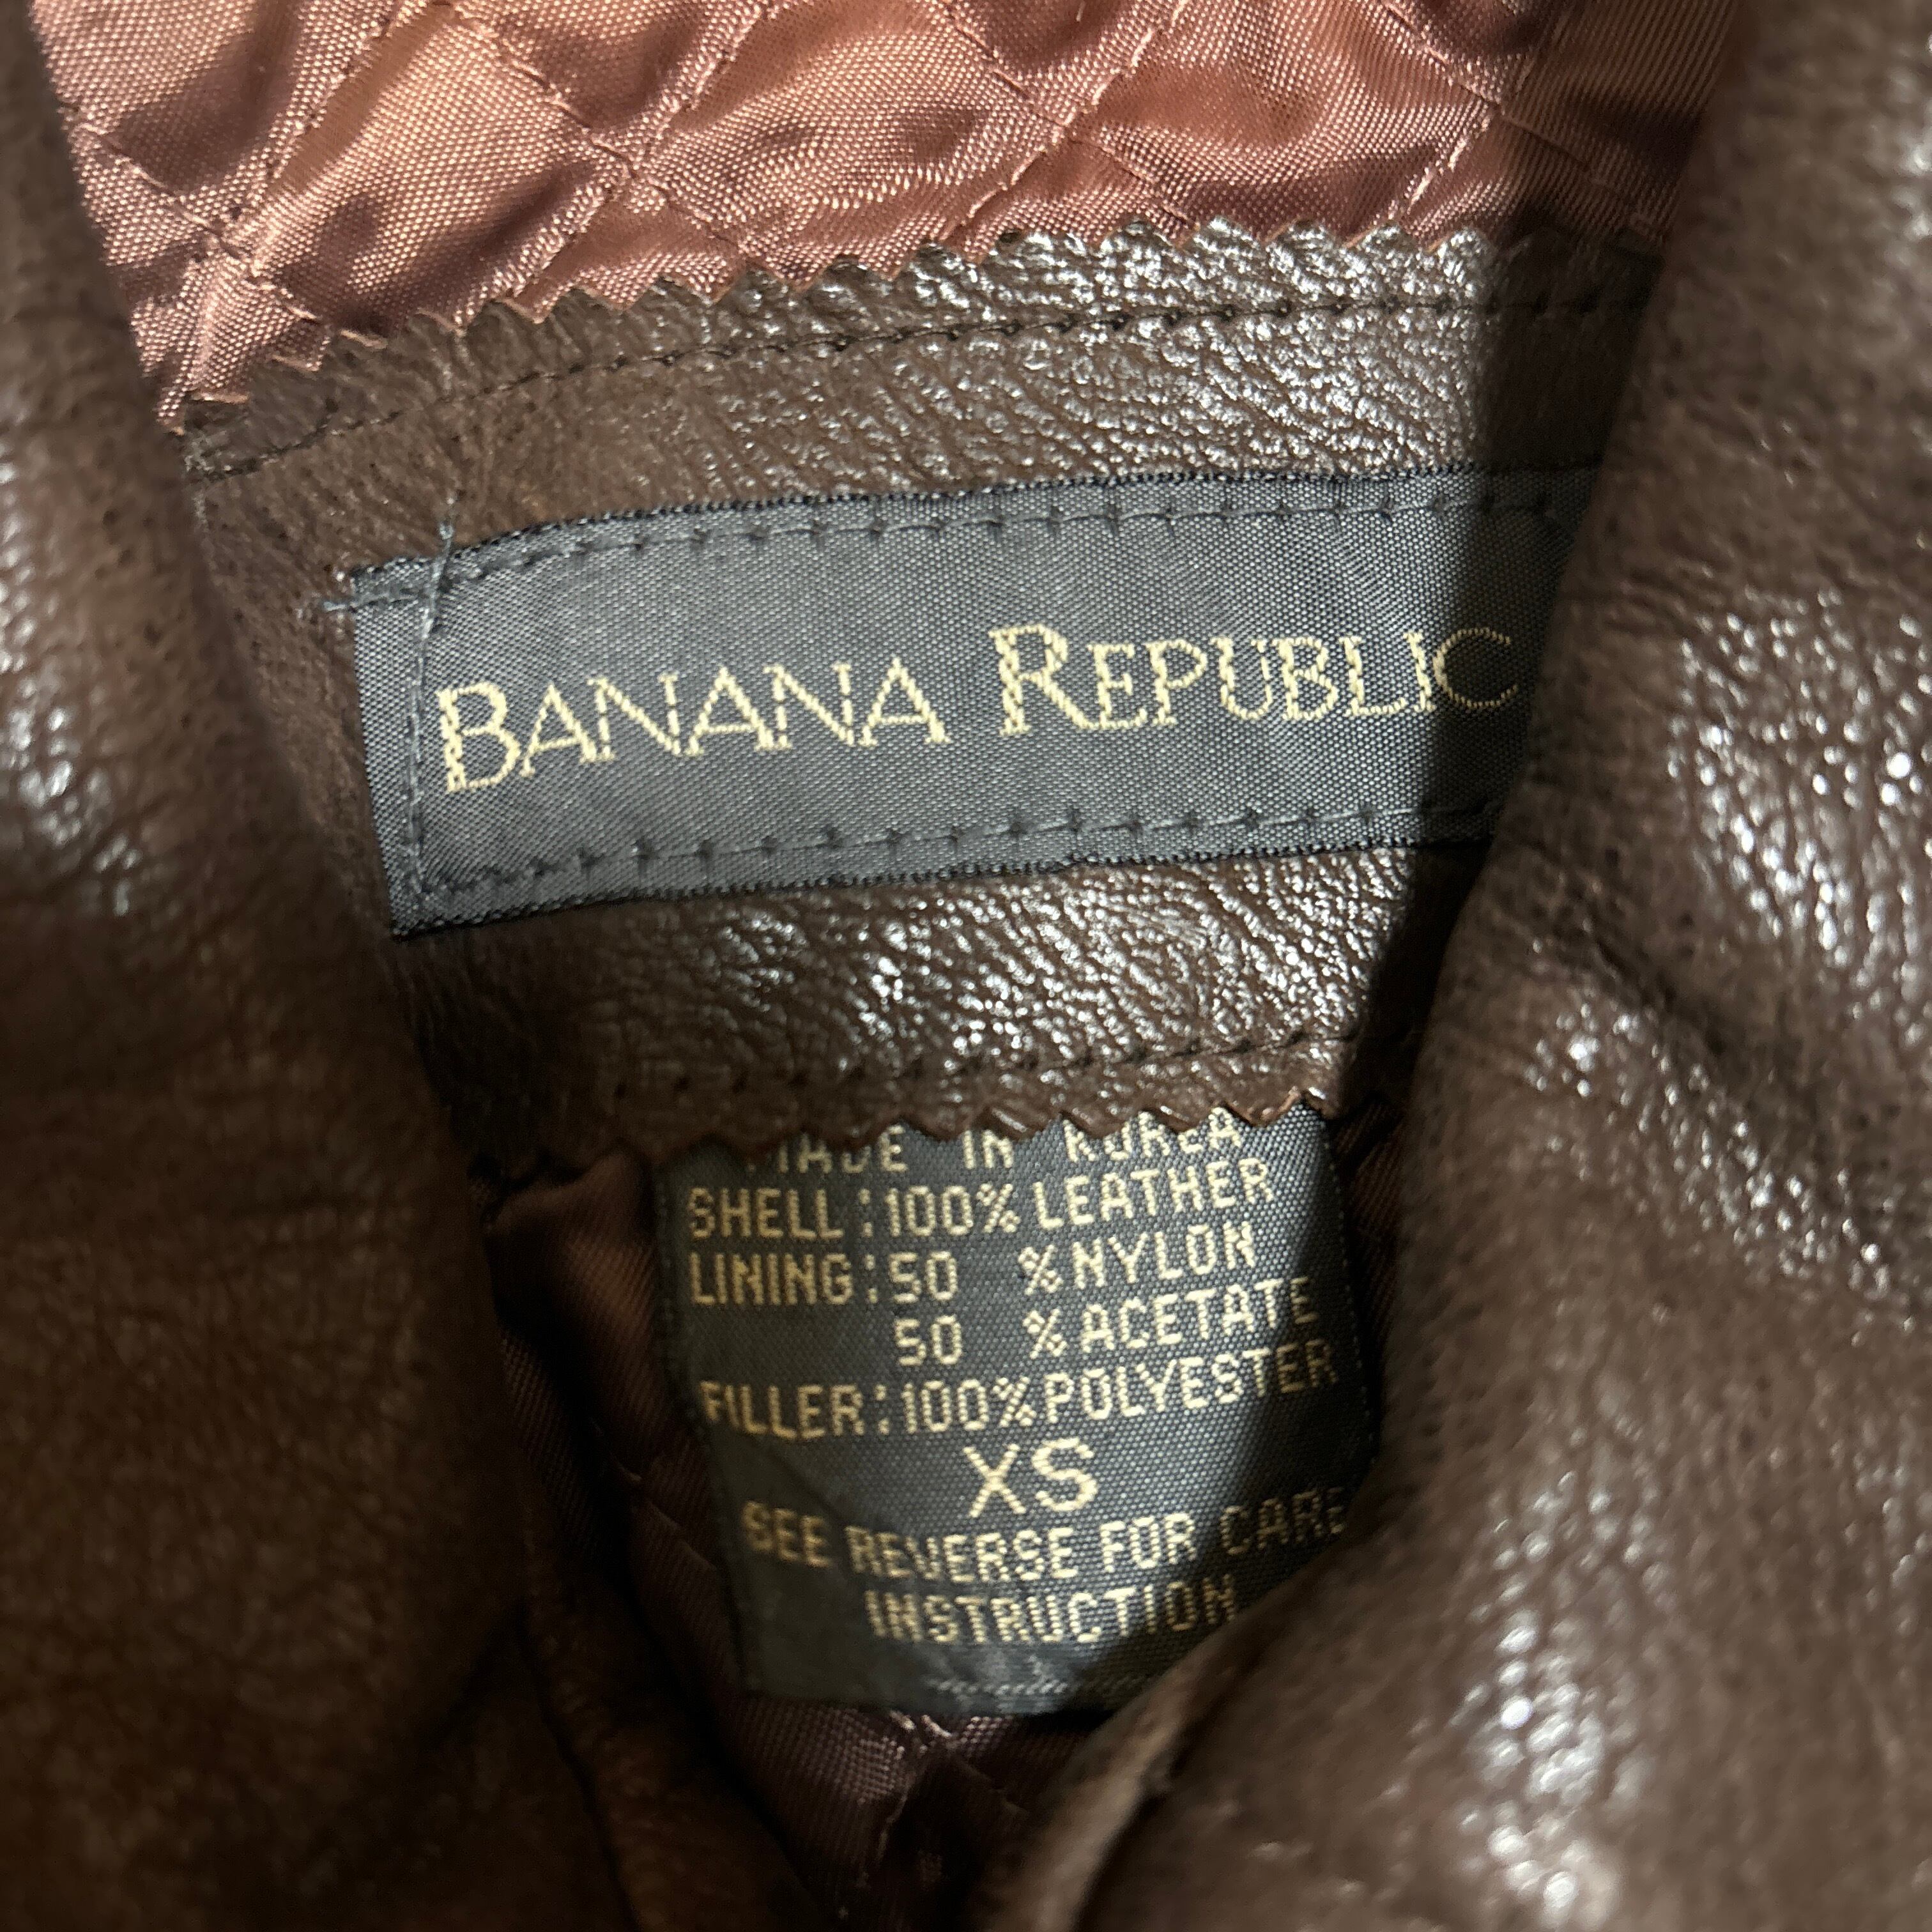 BANANA REPUBLIC
MADE IN KOREA
SHELL:100% LEATHER
LINING:50 % NYLON
50 % ACETATE
FILLER:100% POLYESTER
XS
SEE REVERSE FOR CARE
INSTRUCTION